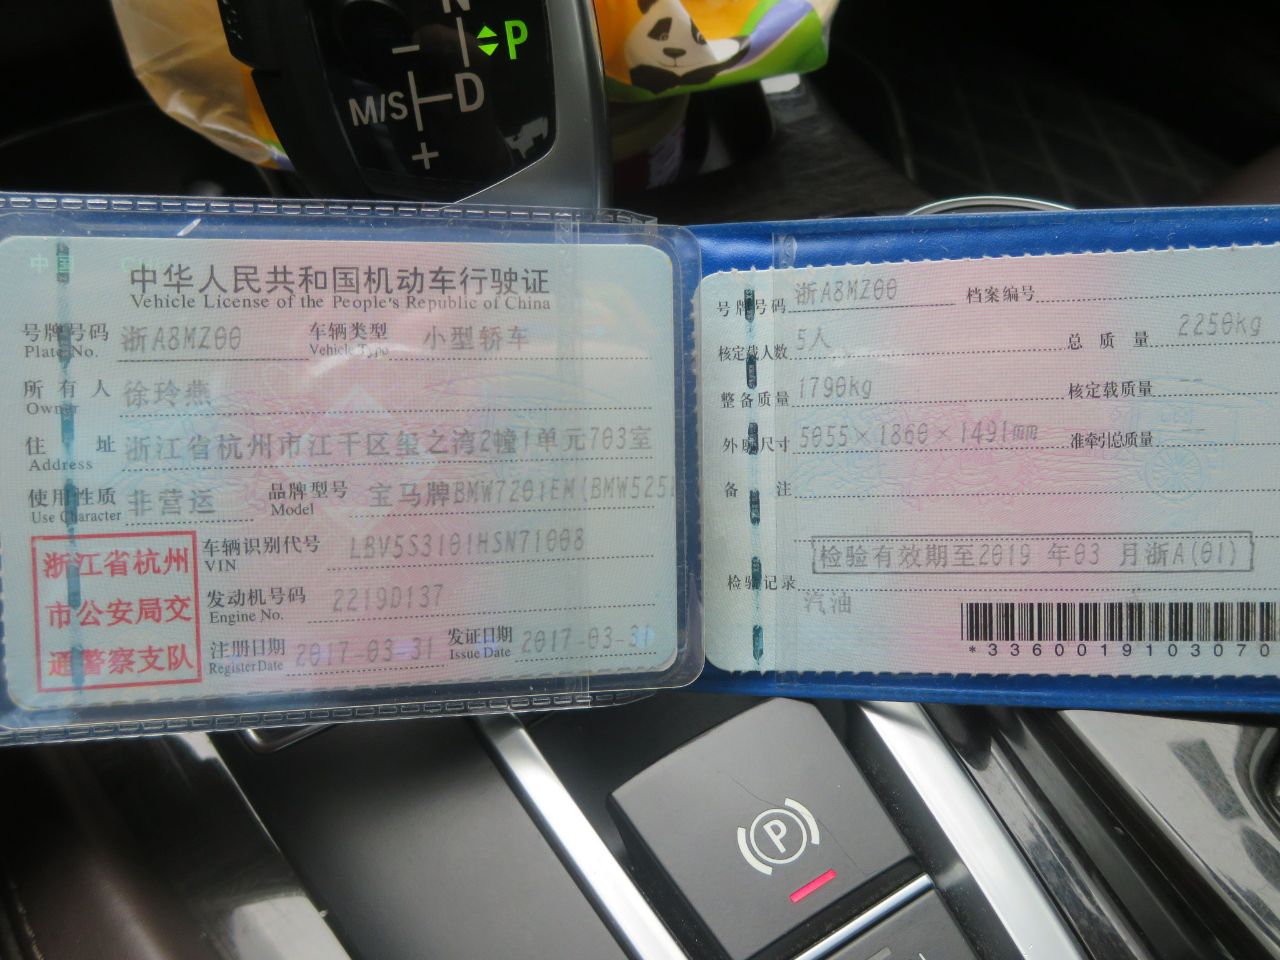 N
P
M/S
D
+
中华人民共和国机动车行驶证
Vehicle License of the People's Republic of China
号牌号码 浙A8MZ00 车辆类型 小型轿车
Plate No. Vehicle Type
所有人 徐玲燕
Owner
住址 浙江省杭州市江干区玺之湾2幢1单元703室
Address
使用性质 非营运 品牌型号 宝马牌BMW7201EM(BMW525
Use Character Model
浙江省杭州
市公安局交
通警察支队
车辆识别代号 LBV5S3101HSN71008
VIN
发动机号码 2219D137
Engine No.
注册日期 2017-03-31 发证日期 2017-03-31
Register Date Issue Date
号牌号码 浙A8MZ00 档案编号
核定载人数 5人 总质量 2250kg
整备质量 1790kg 核定载质量 --
外廓尺寸 5055×1860×1491mm 准牵引总质量 --
备注
检验有效期至2019年03月浙A(01)
检验记录
汽油
*3360019103070
P